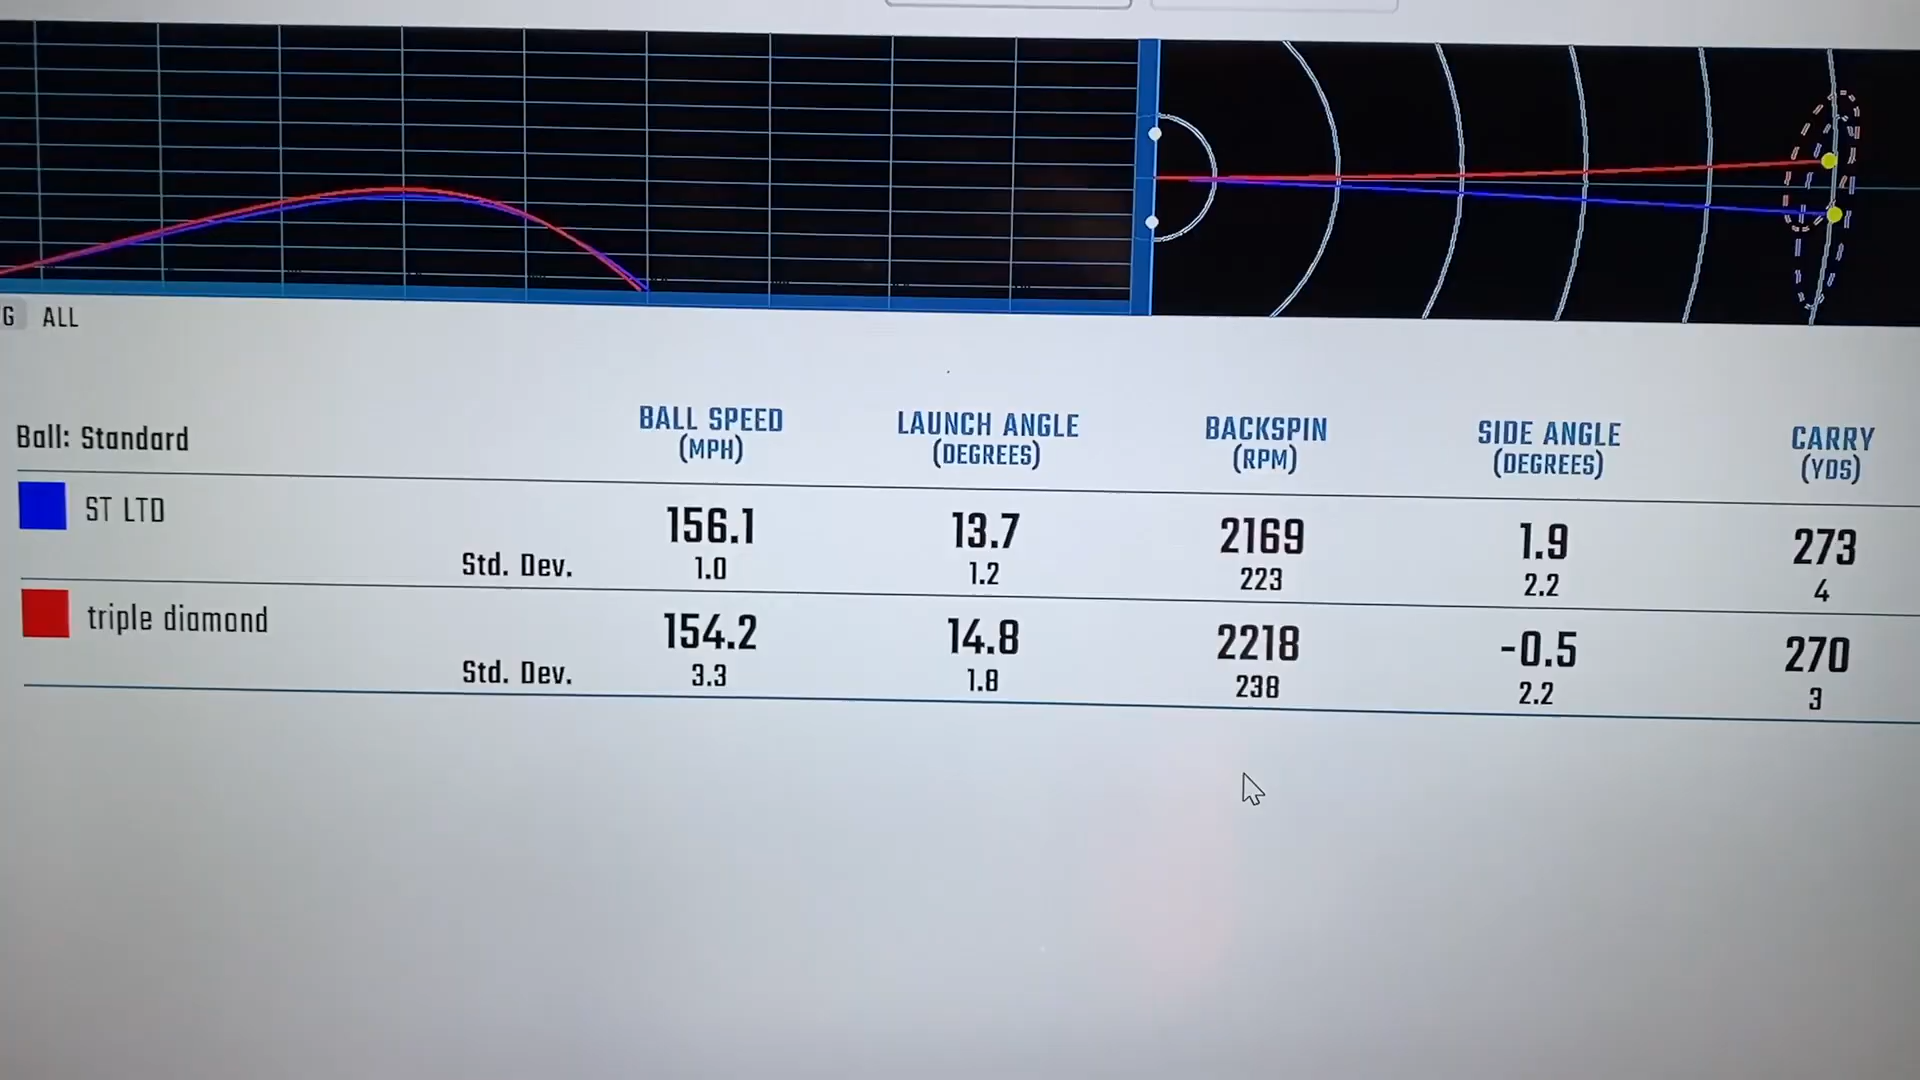 G ALL
Ball: Standard
BALL SPEED
(MPH)
LAUNCH ANGLE
(DEGREES)
BACKSPIN
(RPM)
SIDE ANGLE
(DEGREES)
CARRY
(YDS)
ST LTD
156.1 13.7 2169 1.9 273
Std. Dev. 1.0 1.2 223 2.2 4
triple diamond
154.2 14.8 2218 -0.5 270
Std. Dev. 3.3 1.8 238 2.2 3